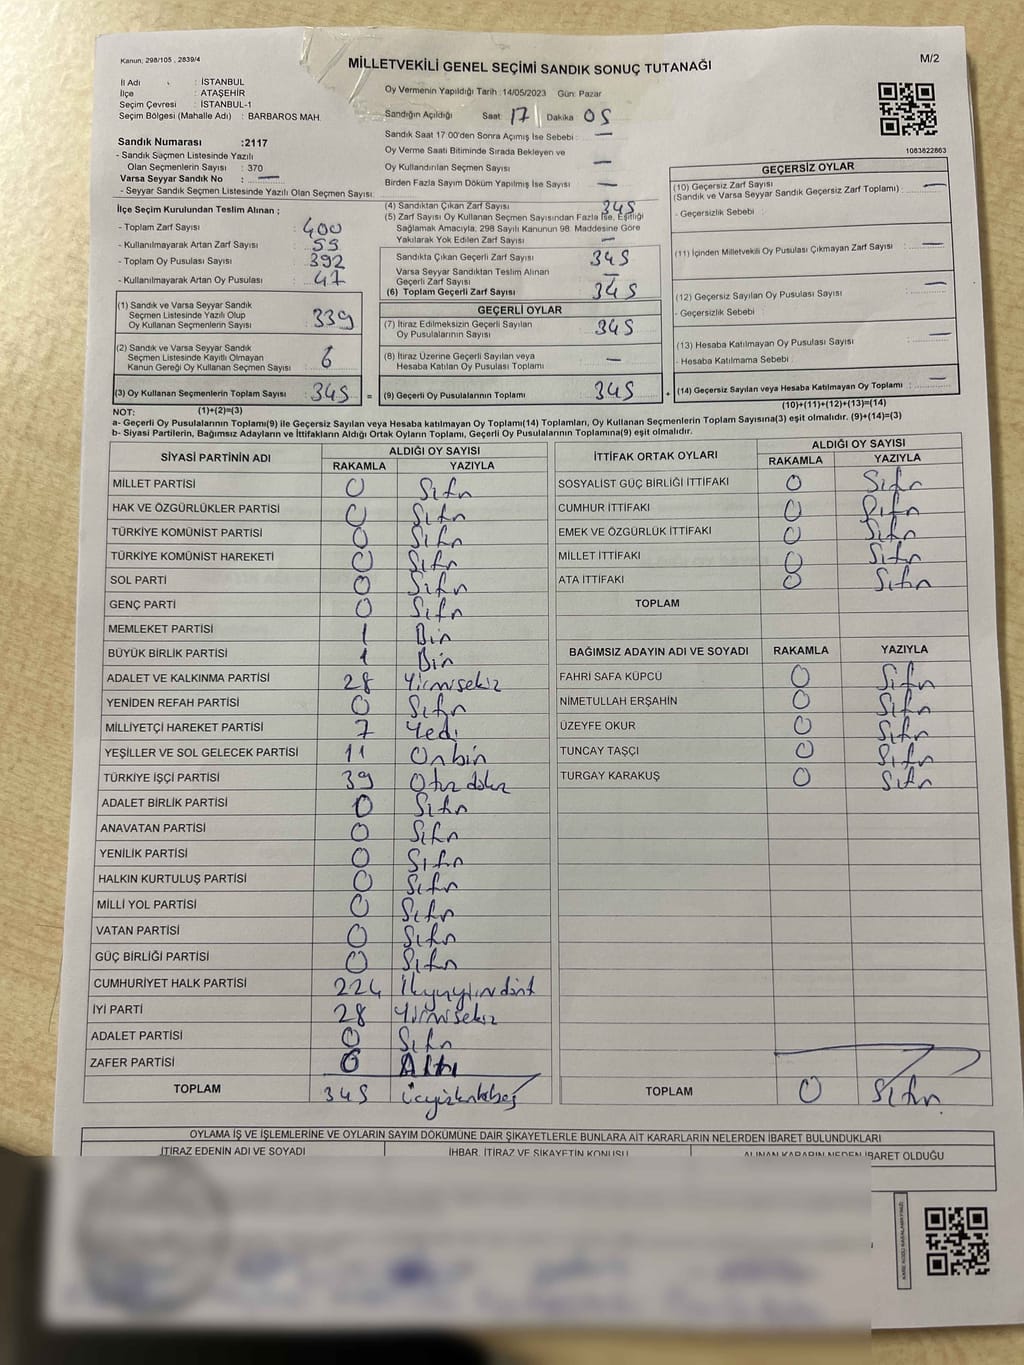 Kanun, 298/105 , 2839/4
MİLLETVEKİLİ GENEL SEÇİMİ SANDIK SONUÇ TUTANAĞI
M/2
İl Adı : İSTANBUL
İlçe : ATAŞEHİR
Seçim Çevresi : İSTANBUL-1
Seçim Bölgesi (Mahalle Adı) : BARBAROS MAH.
Oy Vermenin Yapıldığı Tarih :14/05/2023 Gün: Pazar
Sandığın Açıldığı Saat 17 Dakika 05
Sandık Saat 17 00'den Sonra Açımış İse Sebebi : —
Oy Verme Saati Bitiminde Sırada Bekleyen ve
Oy Kullandırılan Seçmen Sayısı —
Birden Fazla Sayım Döküm Yapılmış İse Sayısı —
1083822863
Sandık Numarası :2117
- Sandık Suçman Listesinde Yazılı
Olan Seçmenlerin Sayısı : 370
Varsa Seyyar Sandık No : —
- Seyyar Sandık Seçmen Listesinde Yazılı Olan Seçmen Sayısı:
İlçe Seçim Kurulundan Teslim Alınan ;
- Toplam Zarf Sayısı : 400
- Kullanılmayarak Artan Zarf Sayısı : 55
- Toplam Oy Pusulası Sayısı : 392
- Kullanılmayarak Artan Oy Pusulası : 47
(1) Sandık ve Varsa Seyyar Sandık
Seçmen Listesinde Yazılı Olup
Oy Kullanan Seçmenlerin Sayısı : 339
(2) Sandık ve Varsa Seyyar Sandık
Seçmen Listesinde Kayıtlı Olmayan
Kanun Gereği Oy Kullanan Seçmen Sayısı : 6
(3) Oy Kullanan Seçmenlerin Toplam Sayısı : 345 =
(4) Sandıktan Çıkan Zarf Sayısı : 345
(5) Zarf Sayısı Oy Kullanan Seçmen Sayısından Fazla İse, Eşitliği
Sağlamak Amacıyla, 298 Sayılı Kanunun 98. Maddesine Göre
Yakılarak Yok Edilen Zarf Sayısı —
Sandıkta Çıkan Geçerli Zarf Sayısı : 345
Varsa Seyyar Sandıktan Teslim Alınan
Geçerli Zarf Sayısı : —
(6) Toplam Geçerli Zarf Sayısı : 345
GEÇERLİ OYLAR
(7) İtiraz Edilmeksizin Geçerli Sayılan
Oy Pusulalarının Sayısı : 345
(8) İtiraz Üzerine Geçerli Sayılan veya
Hesaba Katılan Oy Pusulası Toplamı : —
(9) Geçerli Oy Pusulalarının Toplamı : 345
GEÇERSİZ OYLAR
(10) Geçersiz Zarf Sayısı
(Sandık ve Varsa Seyyar Sandık Geçersiz Zarf Toplamı) : —
- Geçersizlik Sebebi :
(11) İçinden Milletvekili Oy Pusulası Çıkmayan Zarf Sayısı : —
(12) Geçersiz Sayılan Oy Pusulası Sayısı : —
- Geçersizlik Sebebi :
(13) Hesaba Katılmayan Oy Pusulası Sayısı : —
- Hesaba Katılmama Sebebi :
(14) Geçersiz Sayılan veya Hesaba Katılmayan Oy Toplamı : —
NOT: (1)+(2)=(3)
(10)+(11)+(12)+(13)=(14)
a- Geçerli Oy Pusulasının Toplamı(9) ile Geçersiz Sayılan veya Hesaba katılmayan Oy Toplamı(14) Toplamları, Oy Kullanan Seçmenlerin Toplam Sayısına(3) eşit olmalıdır. (9)+(14)=(3)
b- Siyasi Partilerin, Bağımsız Adayların ve İttifakların Aldığı Ortak Oyların Toplamı, Geçerli Oy Pusulalarının Toplamına(9) eşit olmalıdır.
SİYASİ PARTİNİN ADI ALDIĞI OY SAYISI
RAKAMLA YAZIYLA
MİLLET PARTİSİ 0 Sıfır
HAK VE ÖZGÜRLÜKLER PARTİSİ 0 Sıfır
TÜRKİYE KOMÜNİST PARTİSİ 0 Sıfır
TÜRKİYE KOMÜNİST HAREKETİ 0 Sıfır
SOL PARTİ 0 Sıfır
GENÇ PARTİ 0 Sıfır
MEMLEKET PARTİSİ 1 Bir
BÜYÜK BİRLİK PARTİSİ 1 Bir
ADALET VE KALKINMA PARTİSİ 28 Yirmisekiz
YENİDEN REFAH PARTİSİ 0 Sıfır
MİLLİYETÇİ HAREKET PARTİSİ 7 Yedi
YEŞİLLER VE SOL GELECEK PARTİSİ 11 Onbir
TÜRKİYE İŞÇİ PARTİSİ 39 Otuzdokuz
ADALET BİRLİK PARTİSİ 0 Sıfır
ANAVATAN PARTİSİ 0 Sıfır
YENİLİK PARTİSİ 0 Sıfır
HALKIN KURTULUŞ PARTİSİ 0 Sıfır
MİLLİ YOL PARTİSİ 0 Sıfır
VATAN PARTİSİ 0 Sıfır
GÜÇ BİRLİĞİ PARTİSİ 0 Sıfır
CUMHURİYET HALK PARTİSİ 224 İkiyüzyirmidört
İYİ PARTİ 28 Yirmisekiz
ADALET PARTİSİ 0 Sıfır
ZAFER PARTİSİ 6 Altı
TOPLAM 345 Üçyüzkırkbeş
İTTİFAK ORTAK OYLARI ALDIĞI OY SAYISI
RAKAMLA YAZIYLA
SOSYALİST GÜÇ BİRLİĞİ İTTİFAKI 0 Sıfır
CUMHUR İTTİFAKI 0 Sıfır
EMEK VE ÖZGÜRLÜK İTTİFAKI 0 Sıfır
MİLLET İTTİFAKI 0 Sıfır
ATA İTTİFAKI 0 Sıfır
TOPLAM
BAĞIMSIZ ADAYIN ADI VE SOYADI RAKAMLA YAZIYLA
FAHRİ SAFA KÜPCÜ 0 Sıfır
NİMETULLAH ERŞAHİN 0 Sıfır
ÜZEYFE OKUR 0 Sıfır
TUNCAY TAŞÇI 0 Sıfır
TURGAY KARAKUŞ 0 Sıfır
TOPLAM 0 Sıfır
OYLAMA İŞ VE İŞLEMLERİNE VE OYLARIN SAYIM DÖKÜMÜNE DAİR ŞİKAYETLERLE BUNLARA AİT KARARLARIN NELERDEN İBARET BULUNDUKLARI
İTİRAZ EDENİN ADI VE SOYADI İHBAR, İTİRAZ VE ŞİKAYETİN KONUSU ALINAN KARARIN NEDEN İBARET OLDUĞU